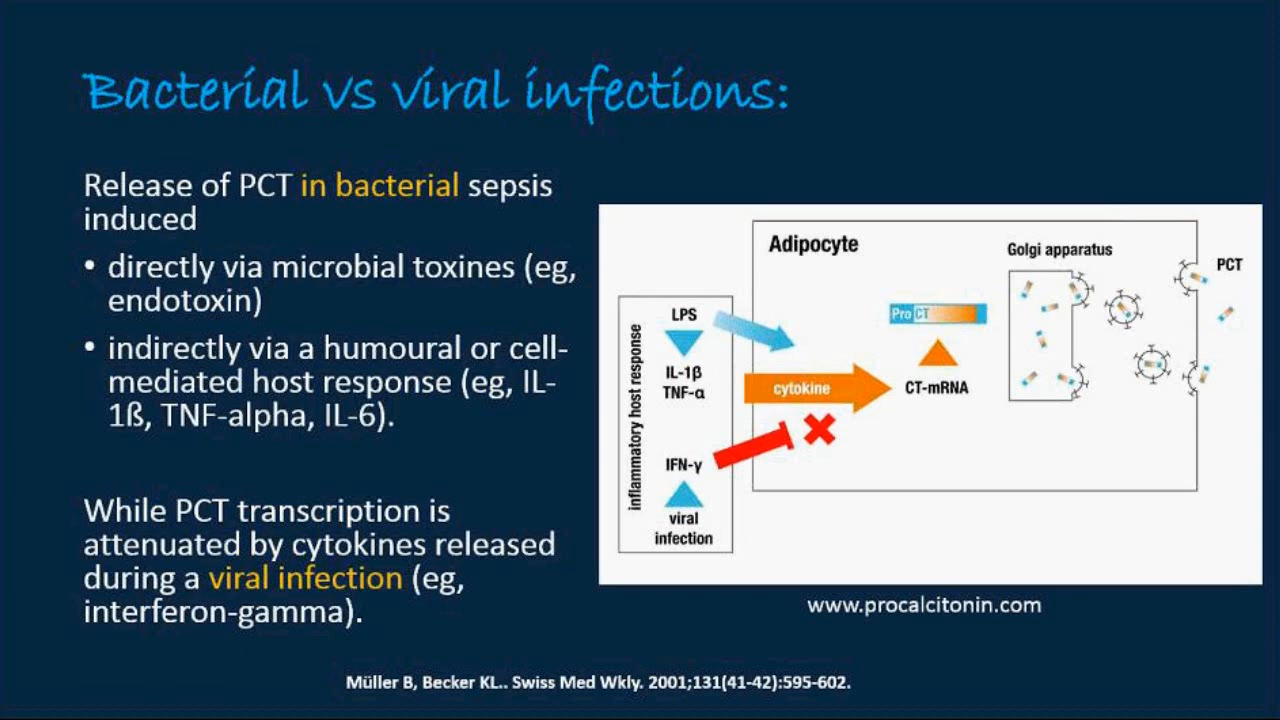 Bacterial vs viral infections:
Release of PCT in bacterial sepsis
induced
• directly via microbial toxines (eg,
endotoxin)
• indirectly via a humoural or cell-
mediated host response (eg, IL-
1ß, TNF-alpha, IL-6).
While PCT transcription is
attenuated by cytokines released
during a viral infection (eg,
interferon-gamma).
inflammatory host response
LPS
IL-1β
TNF-α
IFN-γ
viral
infection
Adipocyte
cytokine
ProCT
CT-mRNA
Golgi apparatus
PCT
www.procalcitonin.com
Müller B, Becker KL.. Swiss Med Wkly. 2001;131(41-42):595-602.